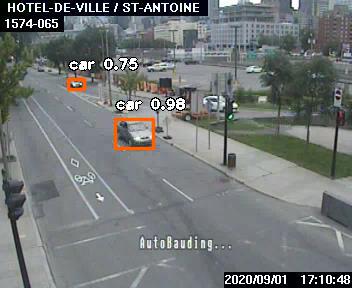 HOTEL-DE-VILLE / ST-ANTOINE
1574-065
car 0.75
car 0.98
AutoBauding...
2020/09/01 17:10:48